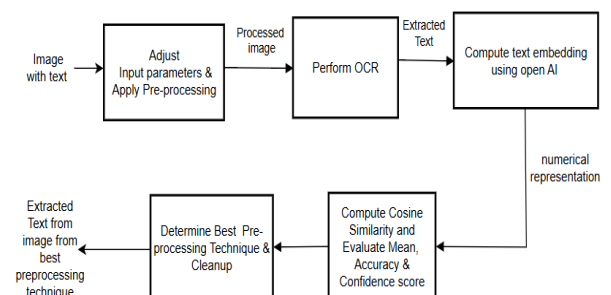 Image
with text
Adjust
Input parameters &
Apply Pre-processing
Processed
image
Perform OCR
Extracted
Text
Compute text embedding
using open AI
numerical
representation
Compute Cosine
Similarity and
Evaluate Mean,
Accuracy &
Confidence score
Determine Best Pre-
processing Technique &
Cleanup
Extracted
Text from
image from
best
preprocessing
technique